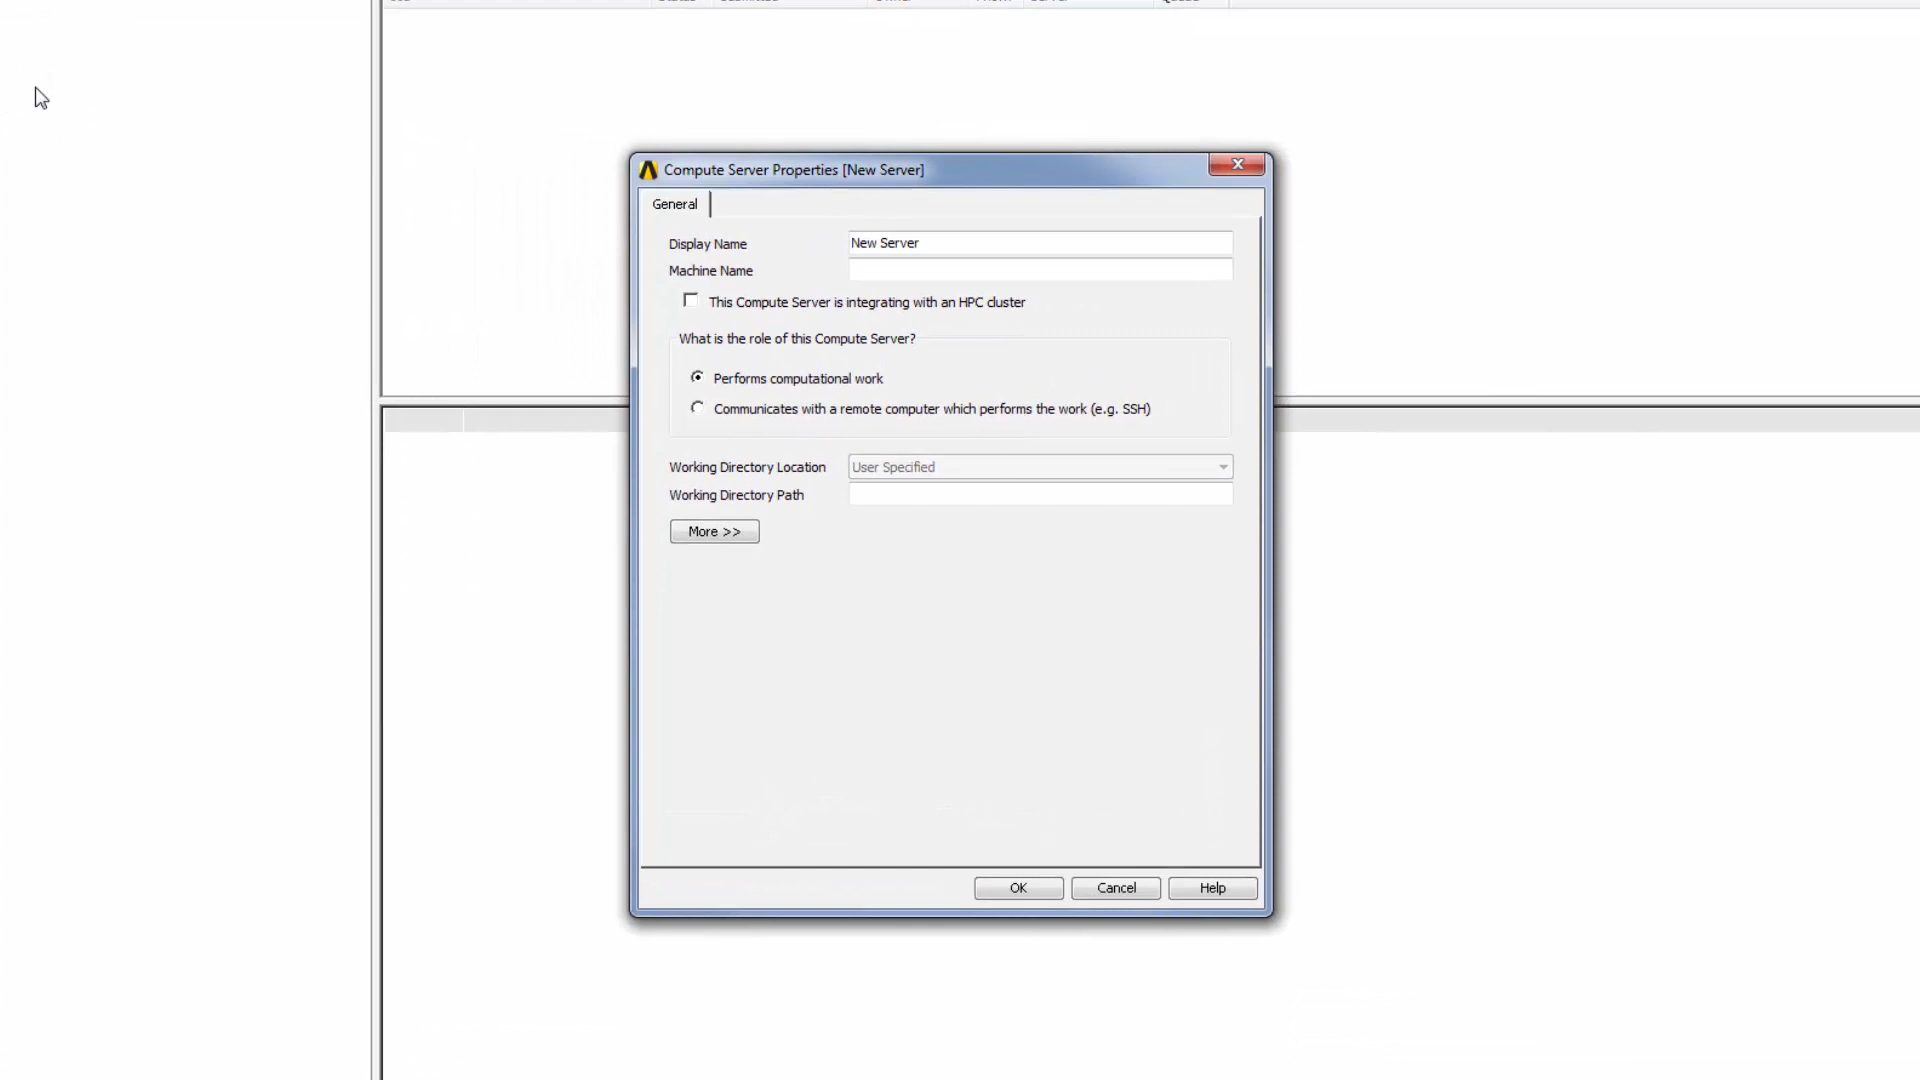 Compute Server Properties [New Server]
General
Display Name New Server
Machine Name
This Compute Server is integrating with an HPC cluster
What is the role of this Compute Server?
Performs computational work
Communicates with a remote computer which performs the work (e.g. SSH)
Working Directory Location User Specified
Working Directory Path
More >>
OK Cancel Help